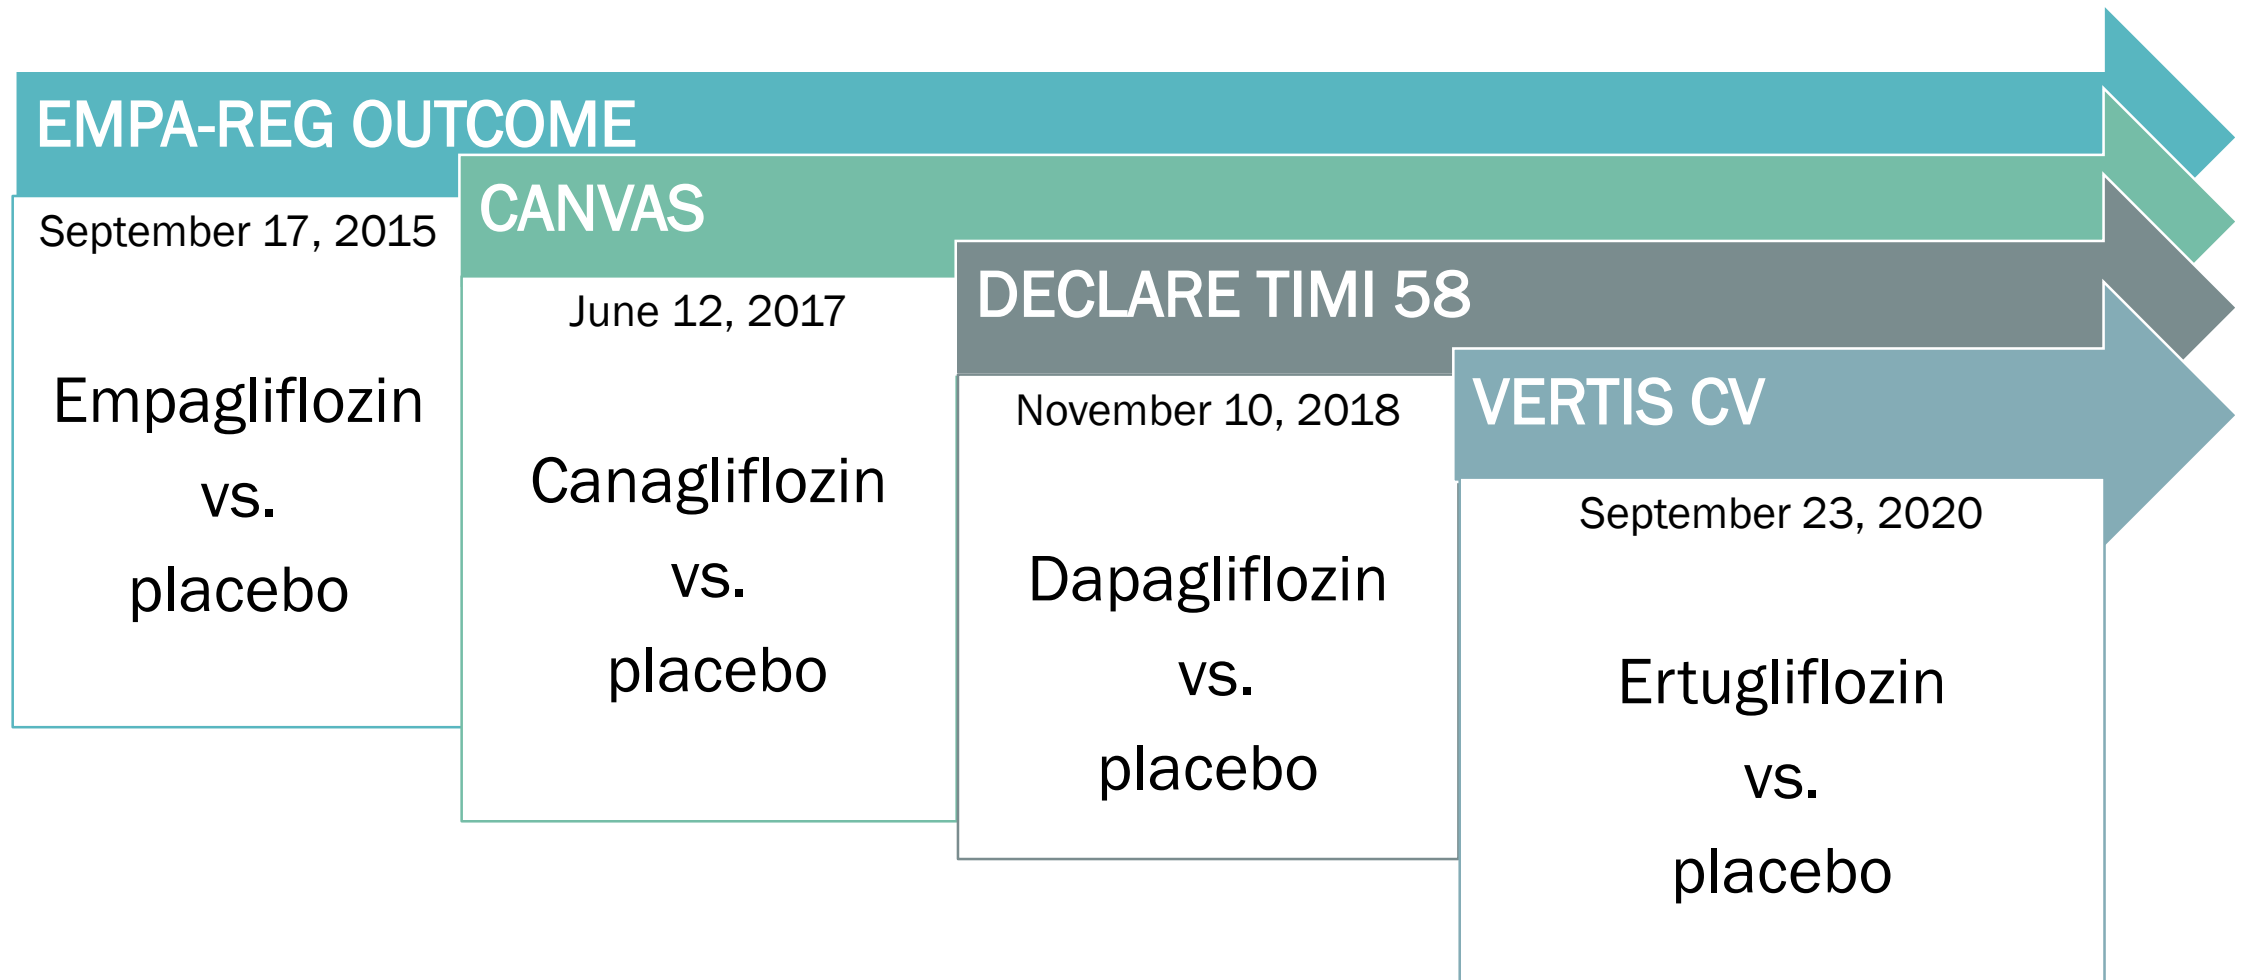 EMPA-REG OUTCOME
September 17, 2015
Empagliflozin
vs.
placebo
CANVAS
June 12, 2017
Canagliflozin
vs.
placebo
DECLARE TIMI 58
November 10, 2018
Dapagliflozin
vs.
placebo
VERTIS CV
September 23, 2020
Ertugliflozin
vs.
placebo